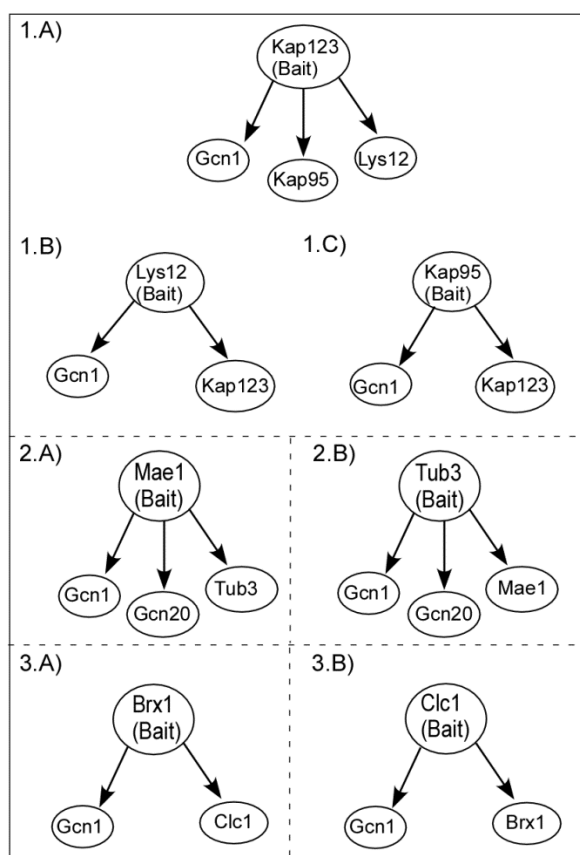 1.A)
Kap123
(Bait)
Gcn1
Kap95
Lys12
1.B)
Lys12
(Bait)
Gcn1
Kap123
1.C)
Kap95
(Bait)
Gcn1
Kap123
2.A)
Mae1
(Bait)
Gcn1
Gcn20
Tub3
2.B)
Tub3
(Bait)
Gcn1
Gcn20
Mae1
3.A)
Brx1
(Bait)
Gcn1
Clc1
3.B)
Clc1
(Bait)
Gcn1
Brx1